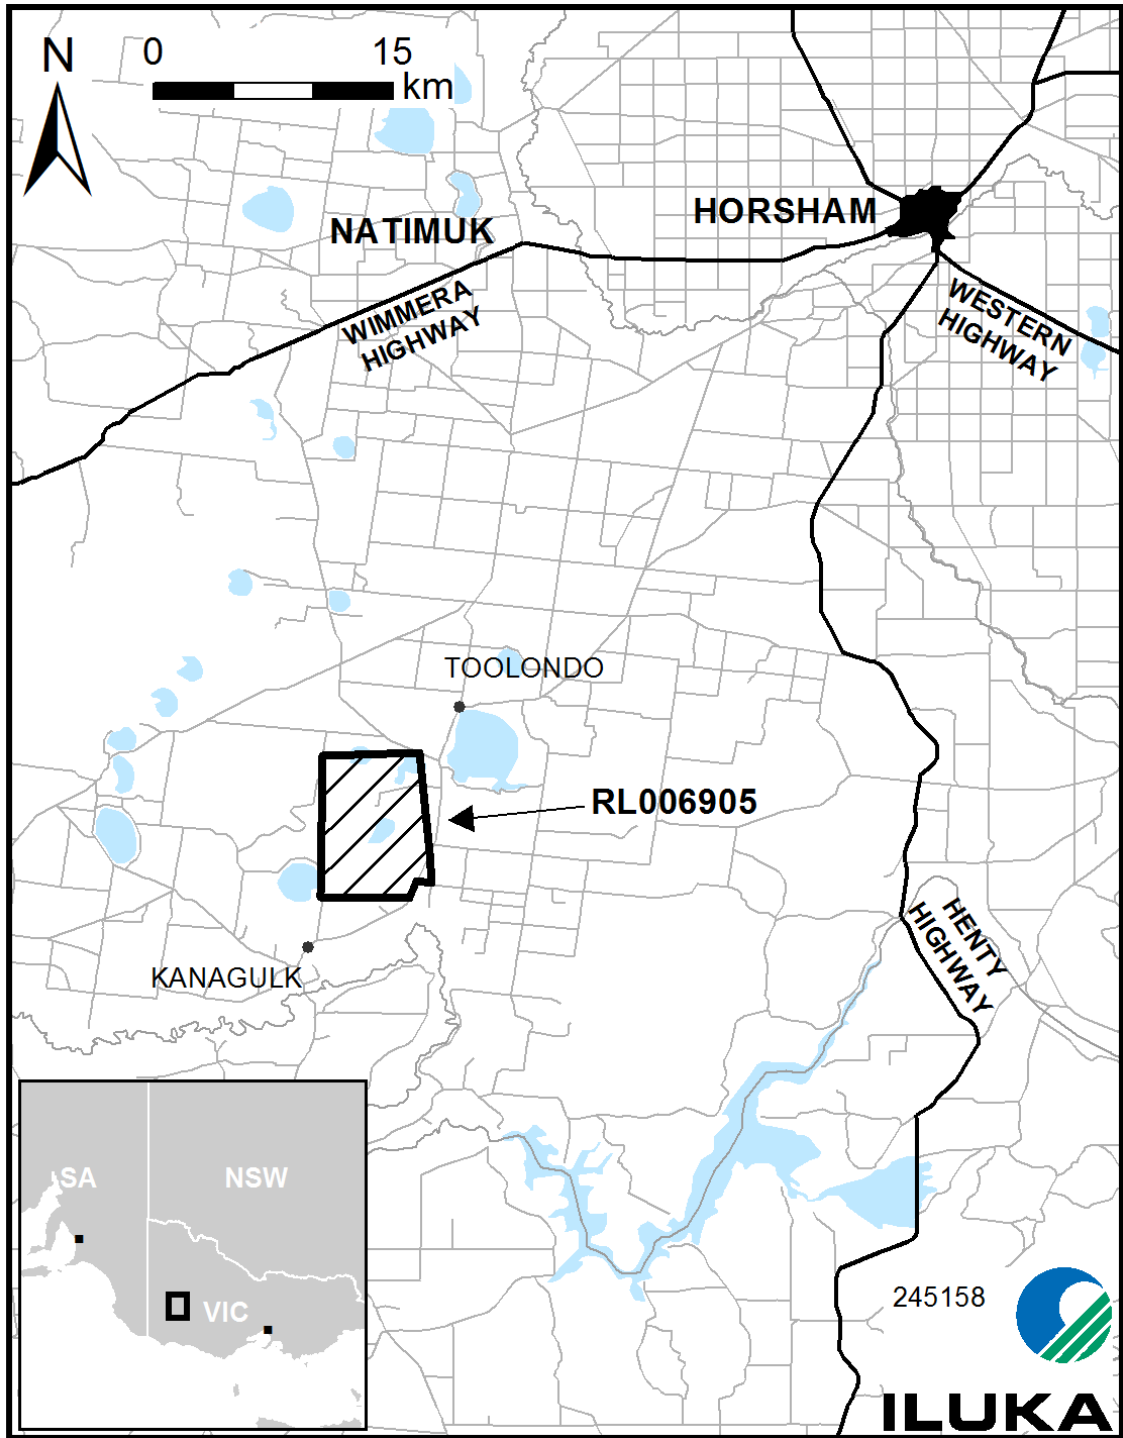 N
0 15
km
HORSHAM
NATIMUK
WIMMERA
HIGHWAY
WESTERN
HIGHWAY
TOOLONDO
RL006905
HENTY
HIGHWAY
KANAGULK
SA
NSW
VIC
245158
ILUKA